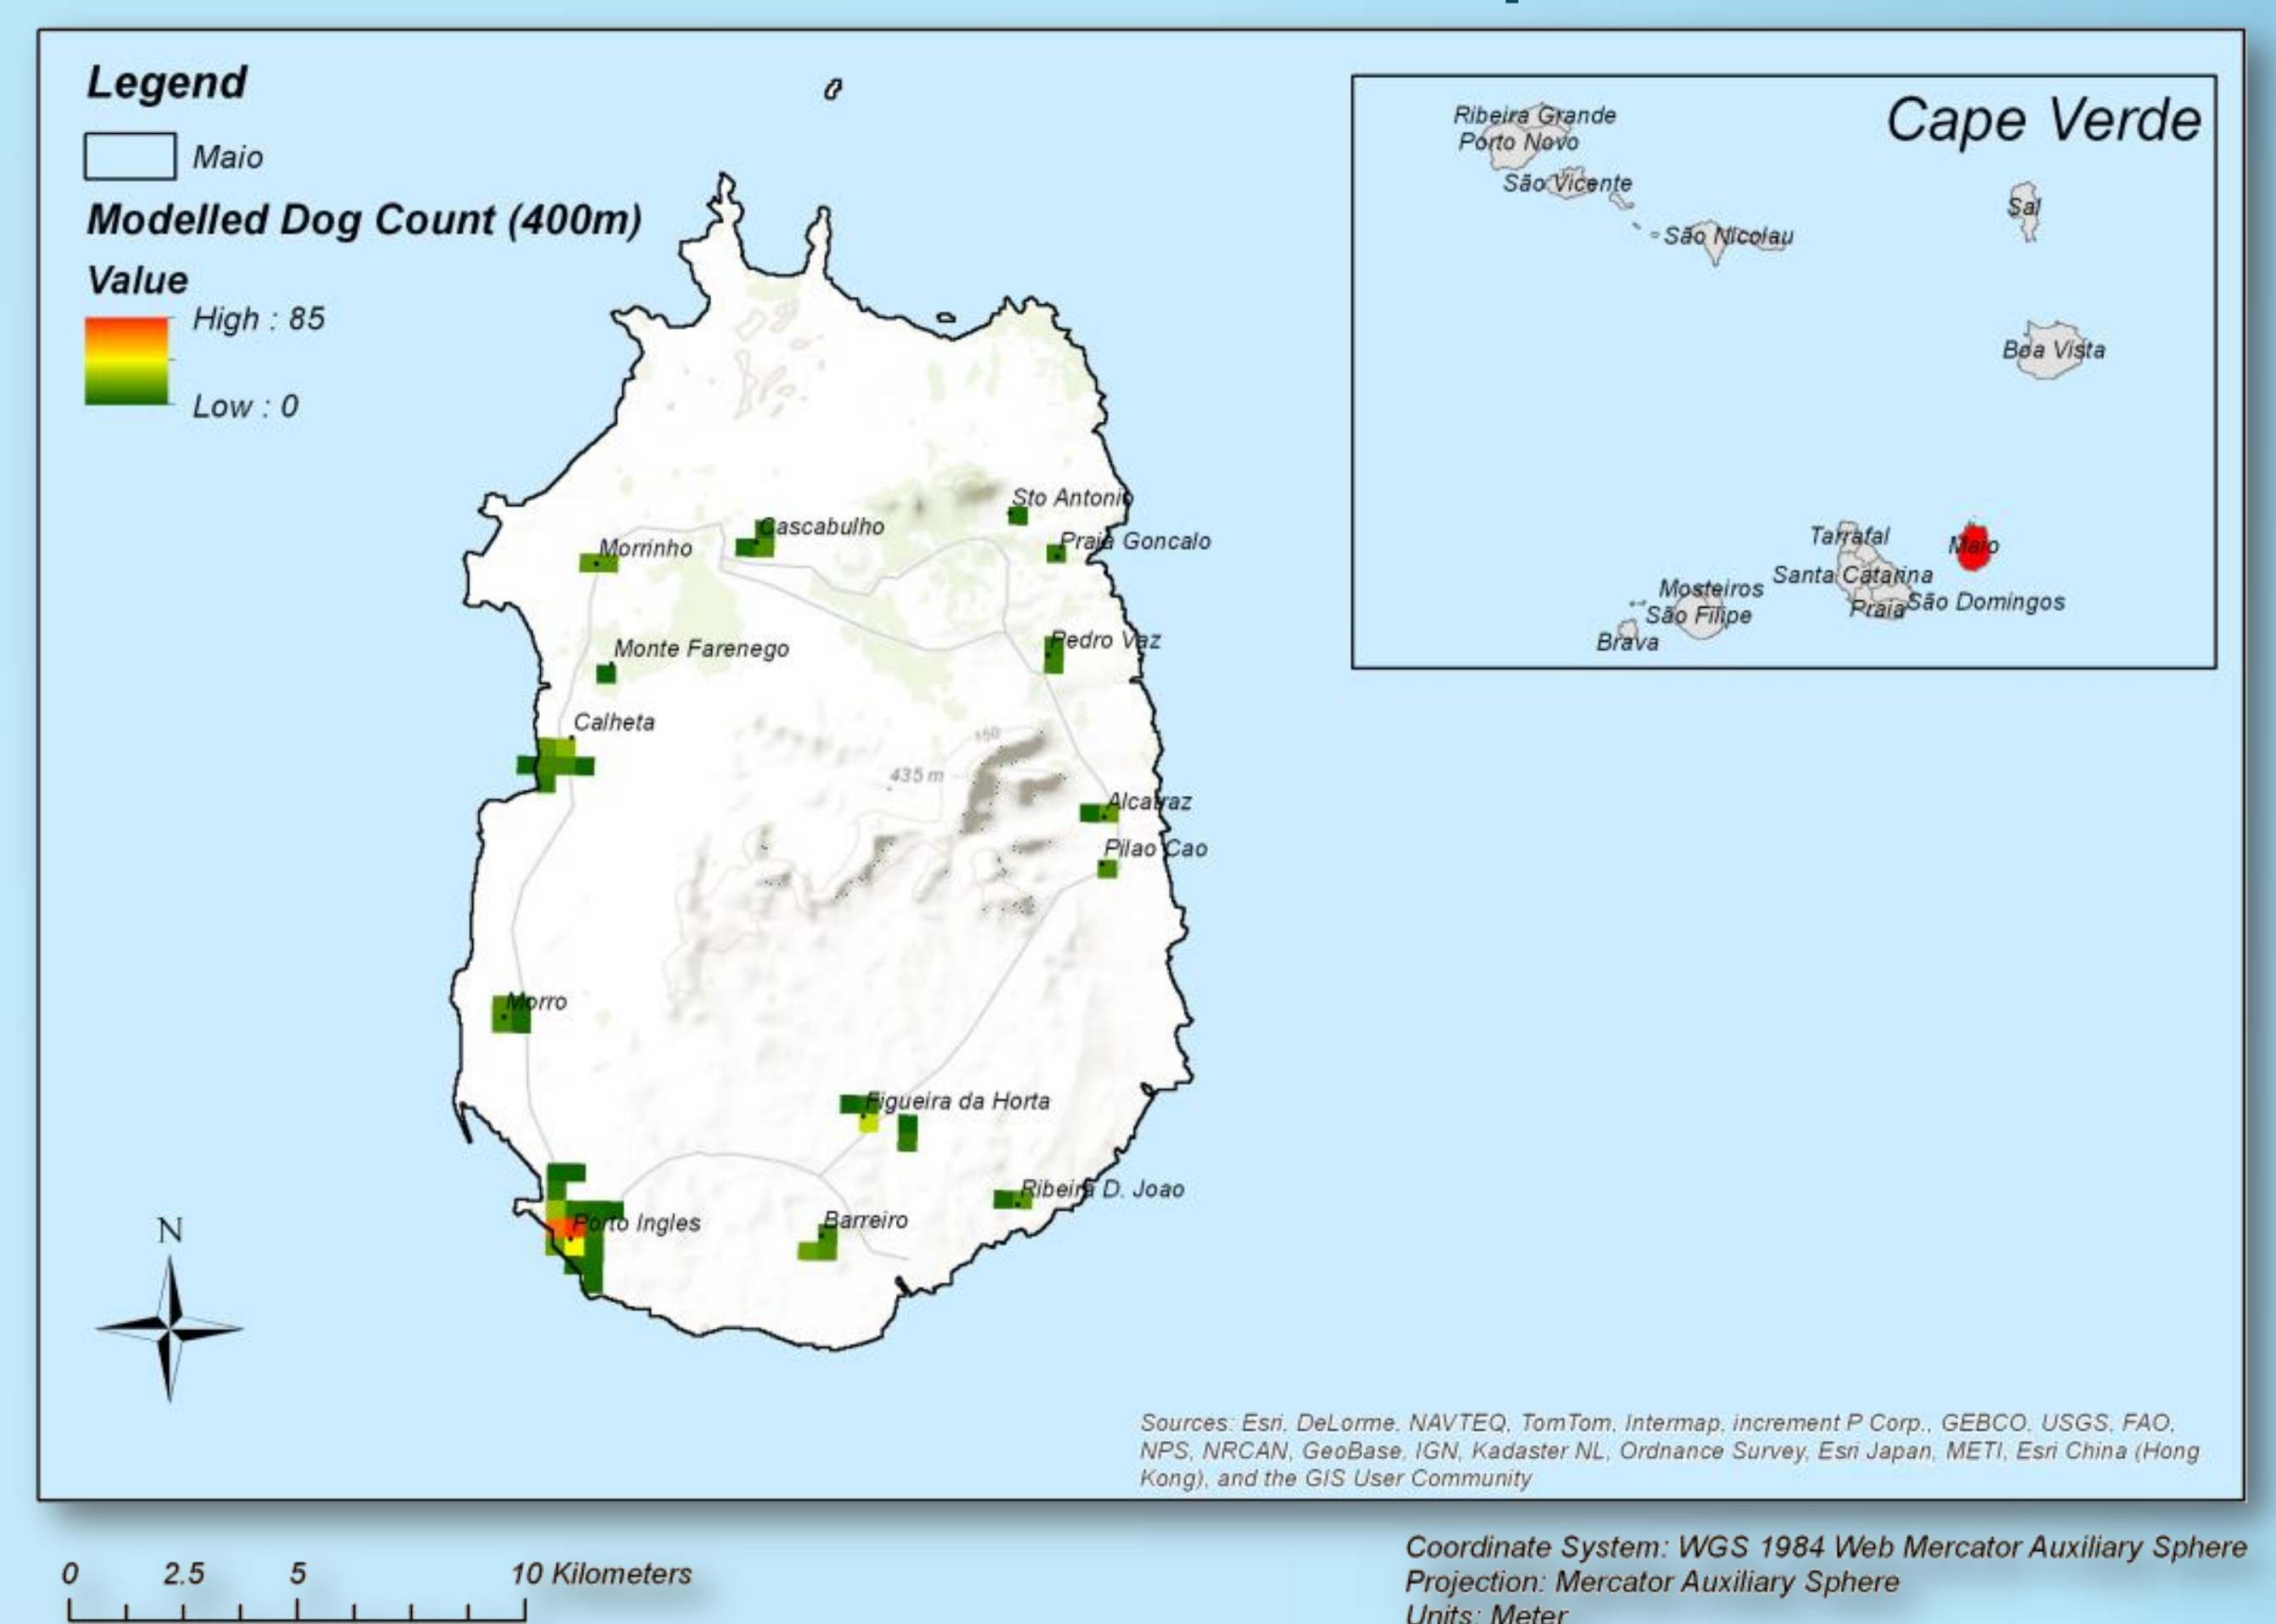 Legend
Maio
Modelled Dog Count (400m)
Value
High : 85
Low : 0
Cape Verde
Ribeira Grande
Porto Novo
São Vicente
São Nicolau
Sal
Boa Vista
Tarrafal
Maio
Santa Catarina
Mosteiros
São Domingos
Praia
São Filipe
Brava
Sto Antonio
Cascabulho
Praia Goncalo
Morrinho
Pedro Vaz
Monte Farenego
Calheta
150
435 m
Alcatraz
Pilao Cao
Morro
Figueira da Horta
Ribeira D. Joao
Porto Ingles
Barreiro
N
Sources: Esri, DeLorme, NAVTEQ, TomTom, Intermap, increment P Corp., GEBCO, USGS, FAO,
NPS, NRCAN, GeoBase, IGN, Kadaster NL, Ordnance Survey, Esri Japan, METI, Esri China (Hong
Kong), and the GIS User Community
0 2.5 5 10 Kilometers
Coordinate System: WGS 1984 Web Mercator Auxiliary Sphere
Projection: Mercator Auxiliary Sphere
Units: Meter